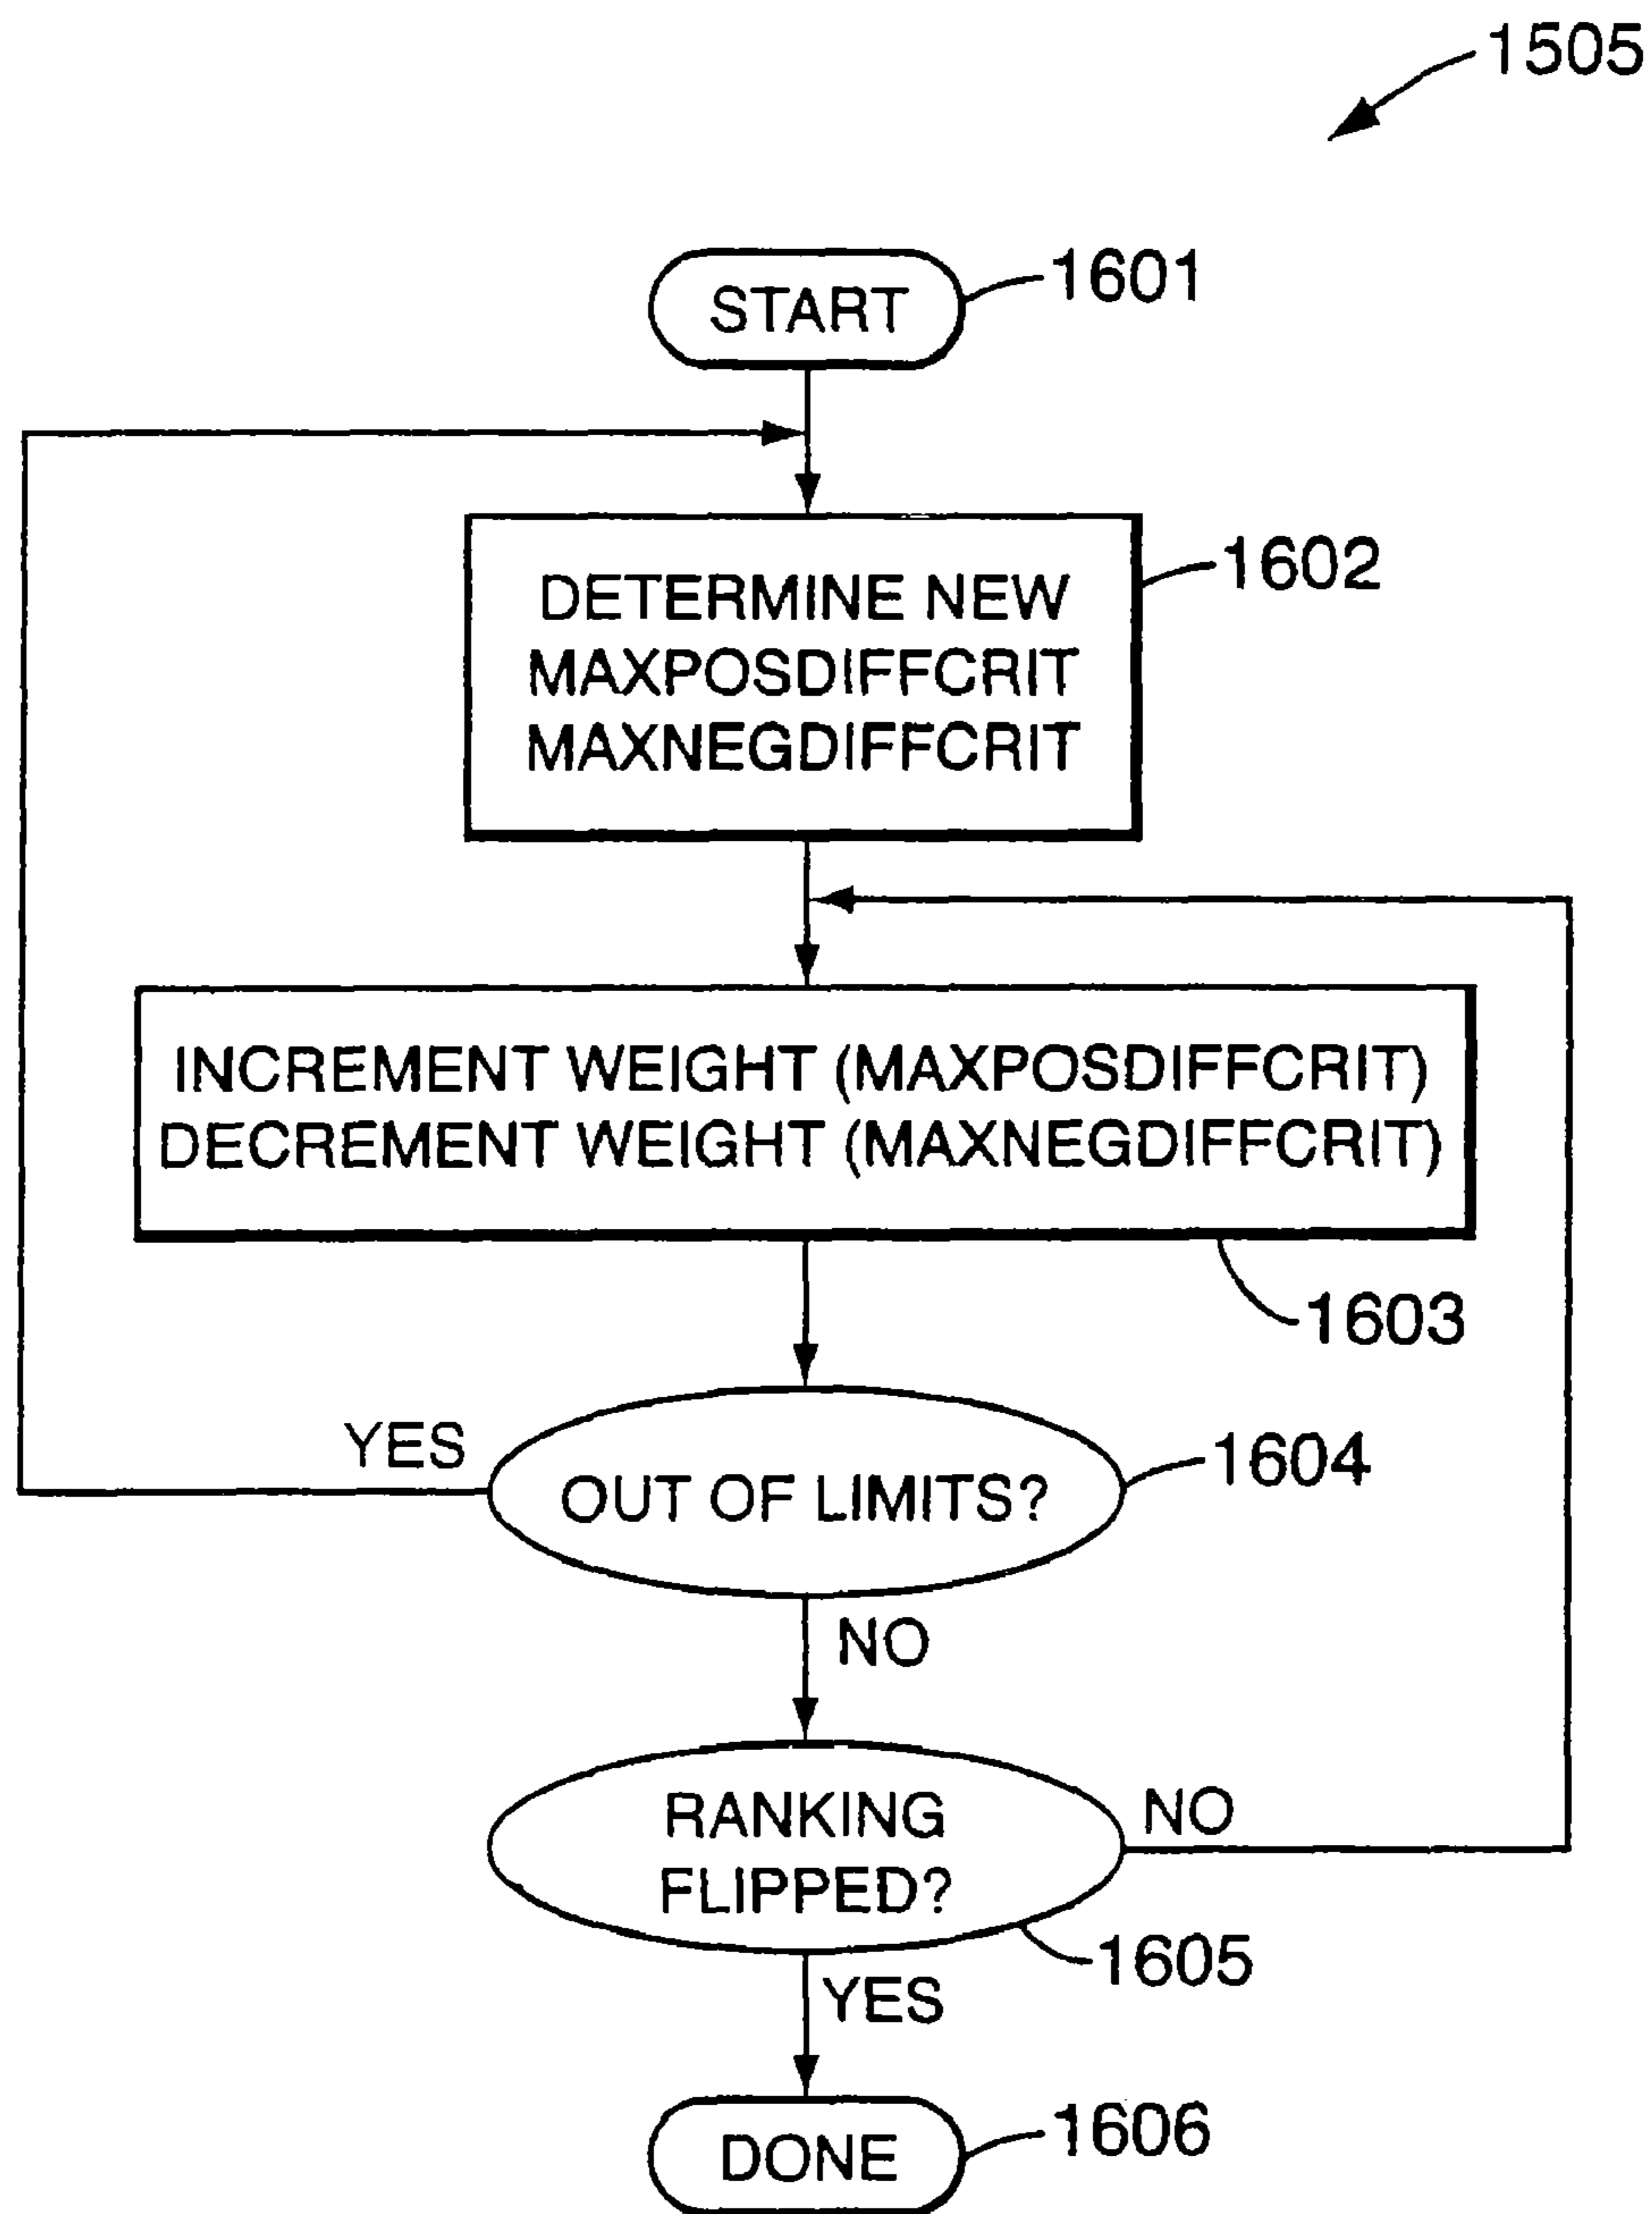 1505
START
1601
DETERMINE NEW
MAXPOSDIFFCRIT
MAXNEGDIFFCRIT
1602
INCREMENT WEIGHT (MAXPOSDIFFCRIT)
DECREMENT WEIGHT (MAXNEGDIFFCRIT)
1603
YES
OUT OF LIMITS?
1604
NO
RANKING
FLIPPED?
NO
1605
YES
DONE
1606